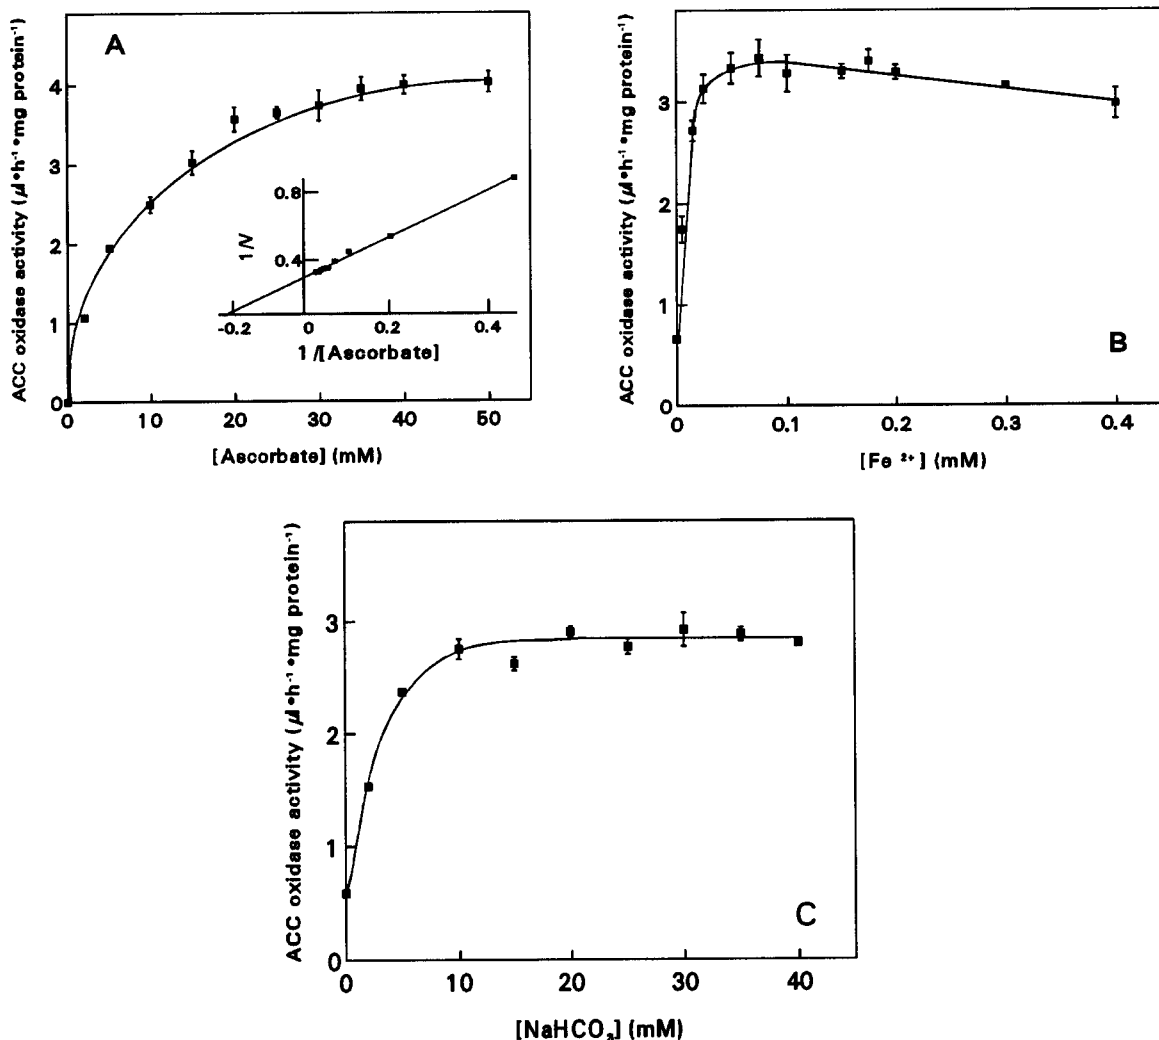 A
ACC oxidase activity (µl•h⁻¹•mg protein⁻¹)
4
3
2
1
0
0 10 20 30 40 50
[Ascorbate] (mM)
1/V
0.8
0.4
-0.2 0 0.2 0.4
1/[Ascorbate]
B
ACC oxidase activity (µl•h⁻¹•mg protein⁻¹)
3
2
1
0
0 0.1 0.2 0.3 0.4
[Fe ²⁺] (mM)
C
ACC oxidase activity (µl•h⁻¹•mg protein⁻¹)
3
2
1
0
0 10 20 30 40
[NaHCO₃] (mM)